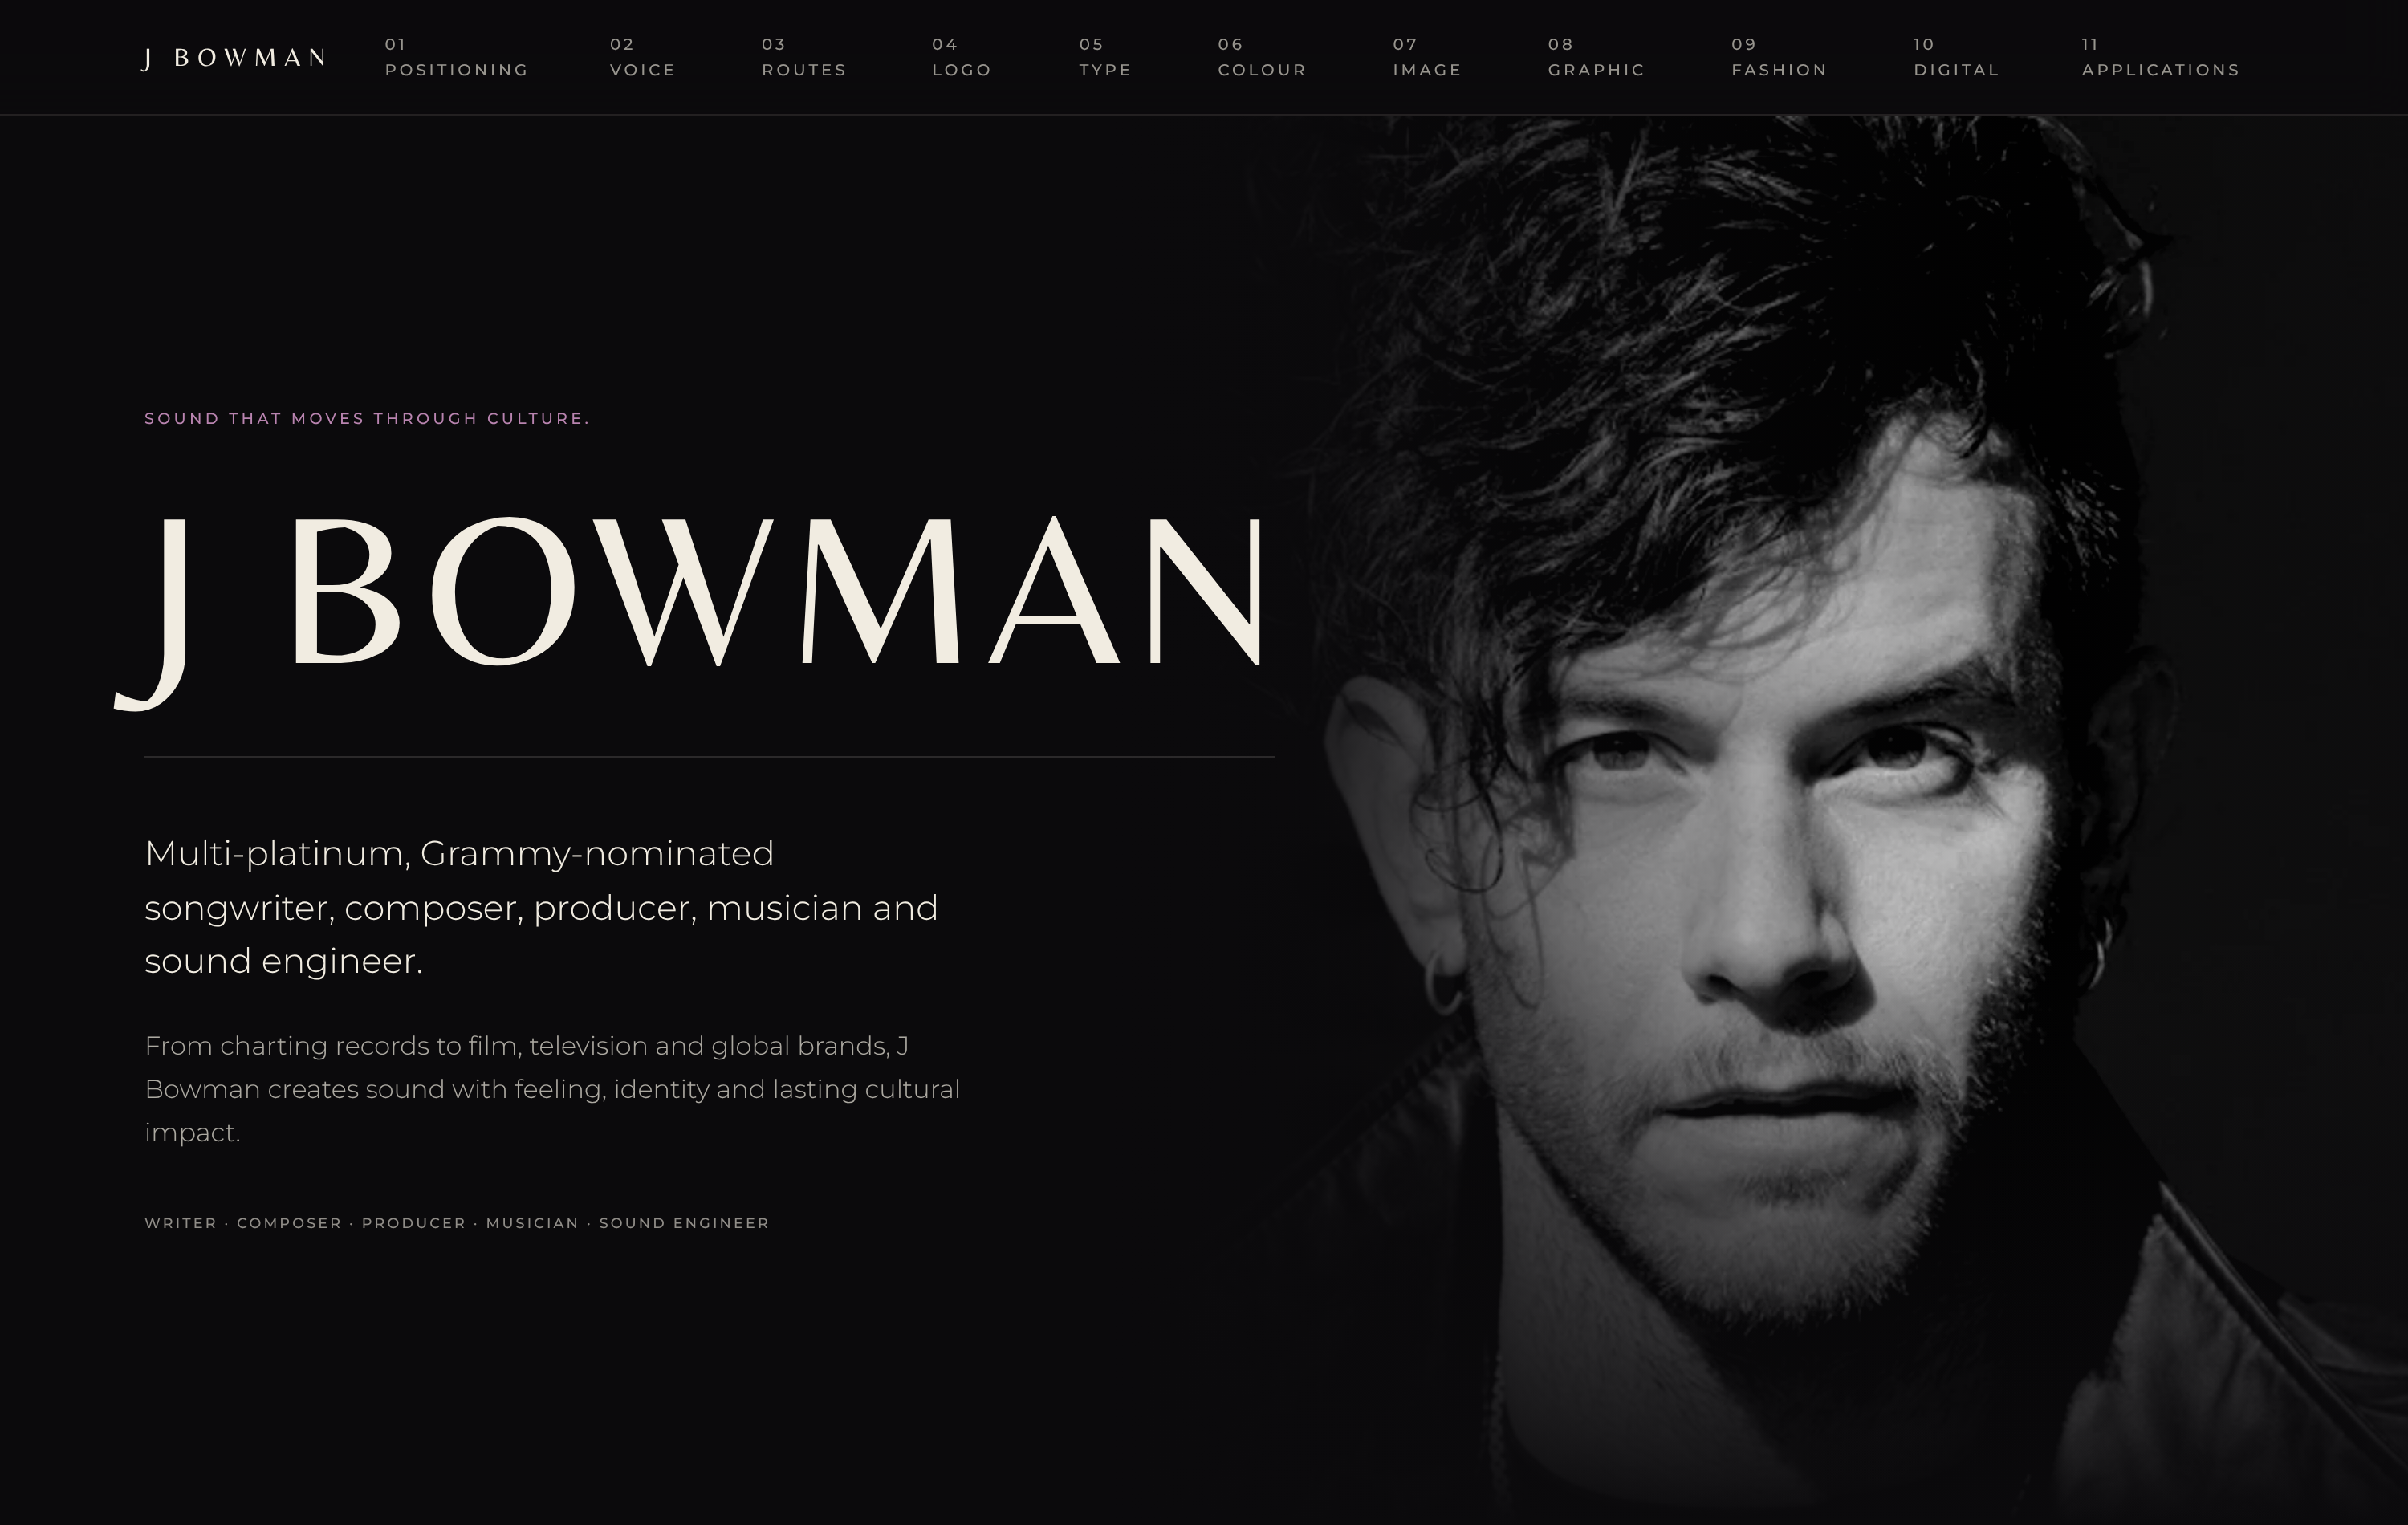 J BOWMAN
01
POSITIONING
02
VOICE
03
ROUTES
04
LOGO
05
TYPE
06
COLOUR
07
IMAGE
08
GRAPHIC
09
FASHION
10
DIGITAL
11
APPLICATIONS
SOUND THAT MOVES THROUGH CULTURE.
J BOWMAN
Multi-platinum, Grammy-nominated
songwriter, composer, producer, musician and
sound engineer.
From charting records to film, television and global brands, J
Bowman creates sound with feeling, identity and lasting cultural
impact.
WRITER · COMPOSER · PRODUCER · MUSICIAN · SOUND ENGINEER